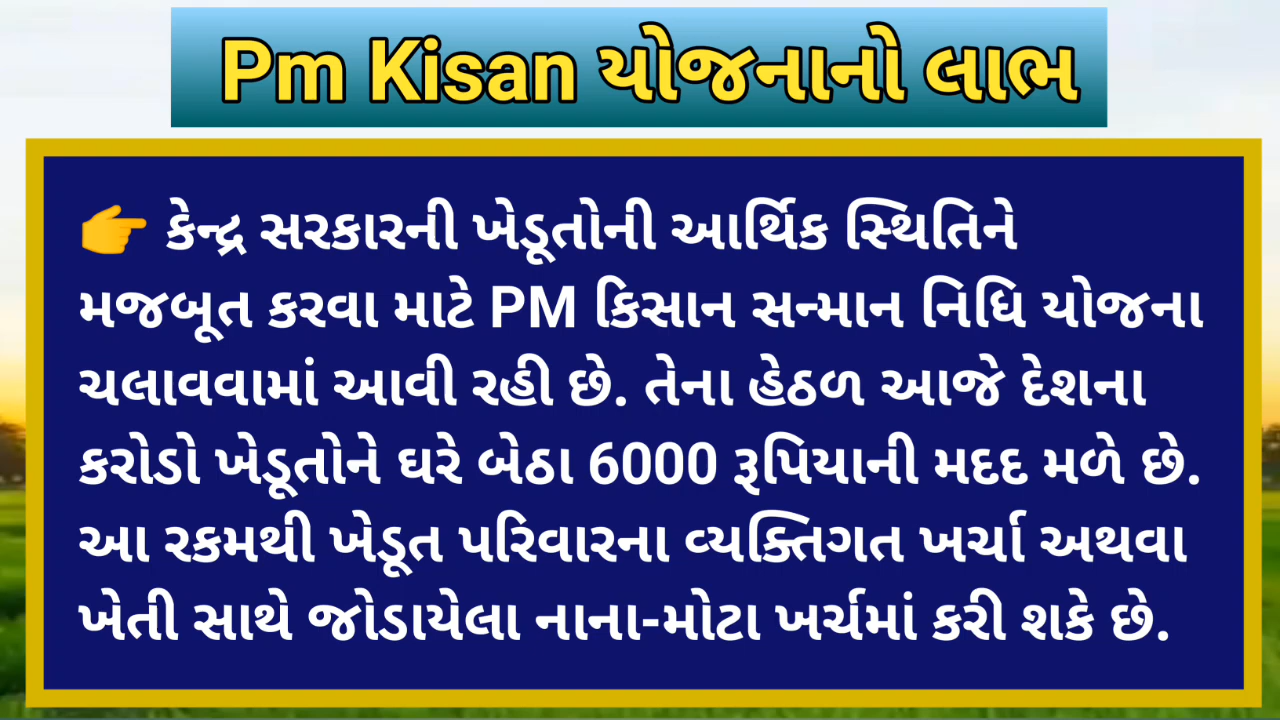 Pm Kisan યોજનાનો લાભ
👉 કેન્દ્ર સરકારની ખેડૂતોની આર્થિક સ્થિતિને
મજબૂત કરવા માટે PM કિસાન સન્માન નિધિ યોજના
ચલાવવામાં આવી રહી છે. તેના હેઠળ આજે દેશના
કરોડો ખેડૂતોને ઘરે બેઠા 6000 રૂપિયાની મદદ મળે છે.
આ રકમથી ખેડૂત પરિવારના વ્યક્તિગત ખર્ચા અથવા
ખેતી સાથે જોડાયેલા નાના-મોટા ખર્ચમાં કરી શકે છે.